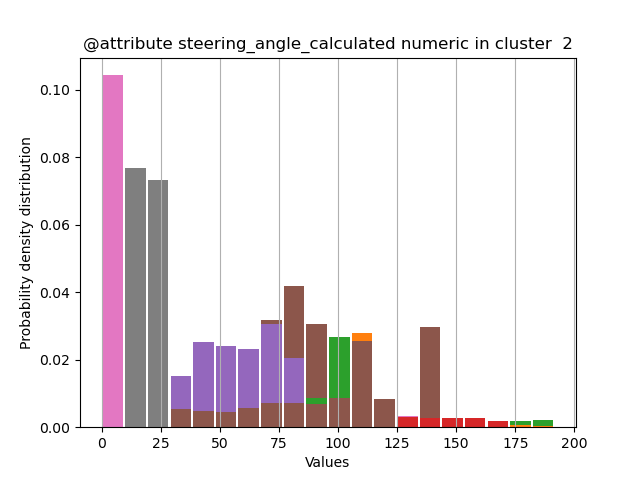 @attribute steering_angle_calculated numeric in cluster  2
Probability density distribution
0.10
0.08
0.06
0.04
0.02
0.00
0 25 50 75 100 125 150 175 200
Values